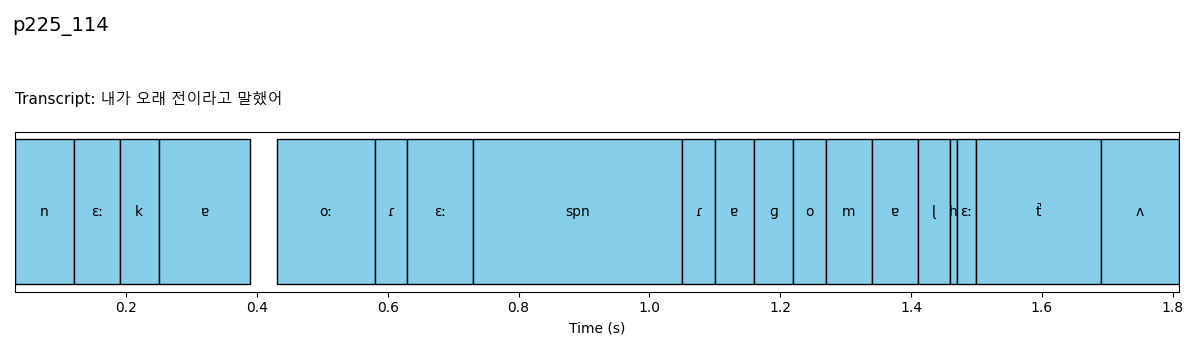 p225_114
Transcript: 내가 오래 전이라고 말했어
n ɛː k ɐ oː ɾ ɛː spn ɾ ɐ ɡ o m ɐ ɭ h ɛː t̚ ʌ
0.2 0.4 0.6 0.8 1.0 1.2 1.4 1.6 1.8
Time (s)